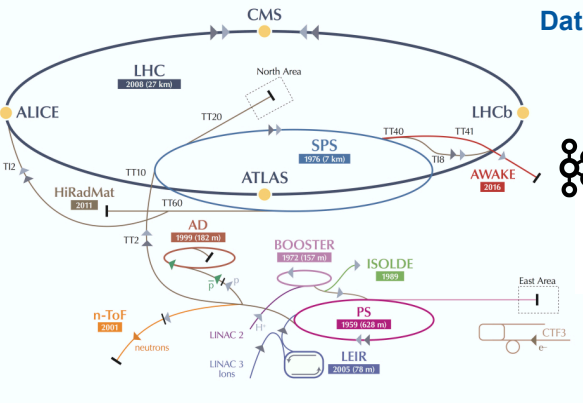 CMS
Dat
LHC
2008 (27 km)
North Area
ALICE
TT20
LHCb
SPS
1976 (7 km)
TT40
TT41
TI8
TI2
TT10
ATLAS
AWAKE
2016
HiRadMat
2011
TT60
AD
1999 (182 m)
TT2
BOOSTER
1972 (157 m)
ISOLDE
1989
p
p
East Area
n-ToF
2001
PS
1959 (628 m)
H+
LINAC 2
neutrons
CTF3
e-
LEIR
2005 (78 m)
LINAC 3
Ions